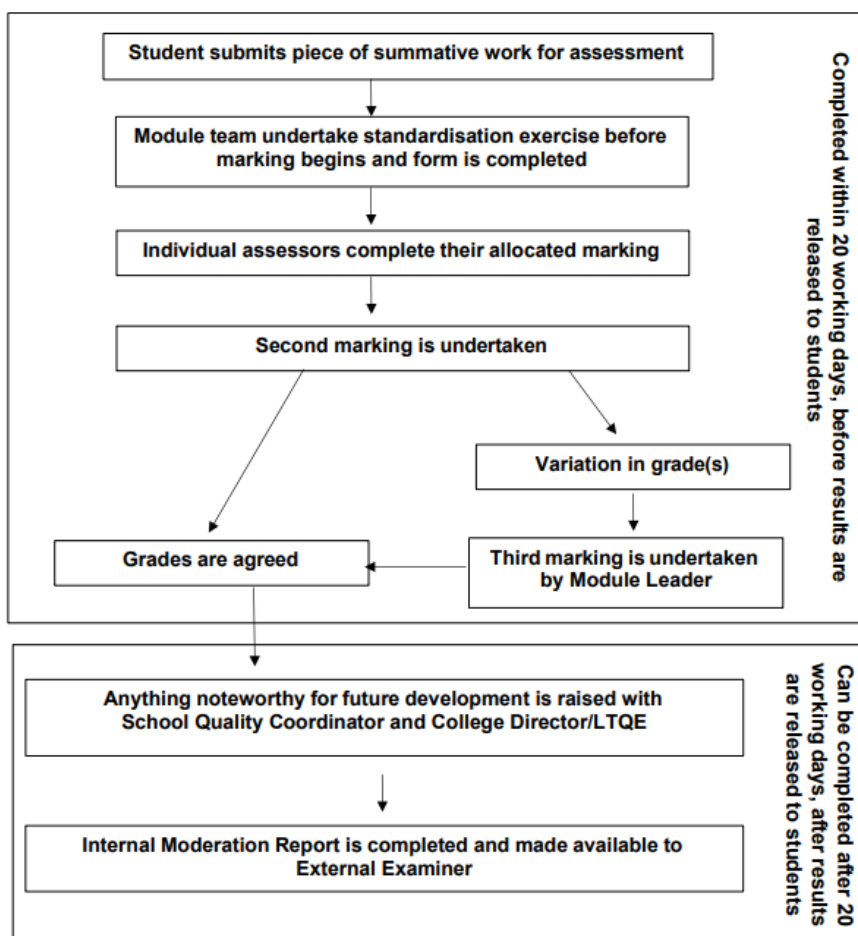 Student submits piece of summative work for assessment
Module team undertake standardisation exercise before
marking begins and form is completed
Individual assessors complete their allocated marking
Second marking is undertaken
Variation in grade(s)
Grades are agreed
Third marking is undertaken
by Module Leader
Completed within 20 working days, before results are
released to students
Anything noteworthy for future development is raised with
School Quality Coordinator and College Director/LTQE
Internal Moderation Report is completed and made available to
External Examiner
Can be completed after 20
working days, after results
are released to students